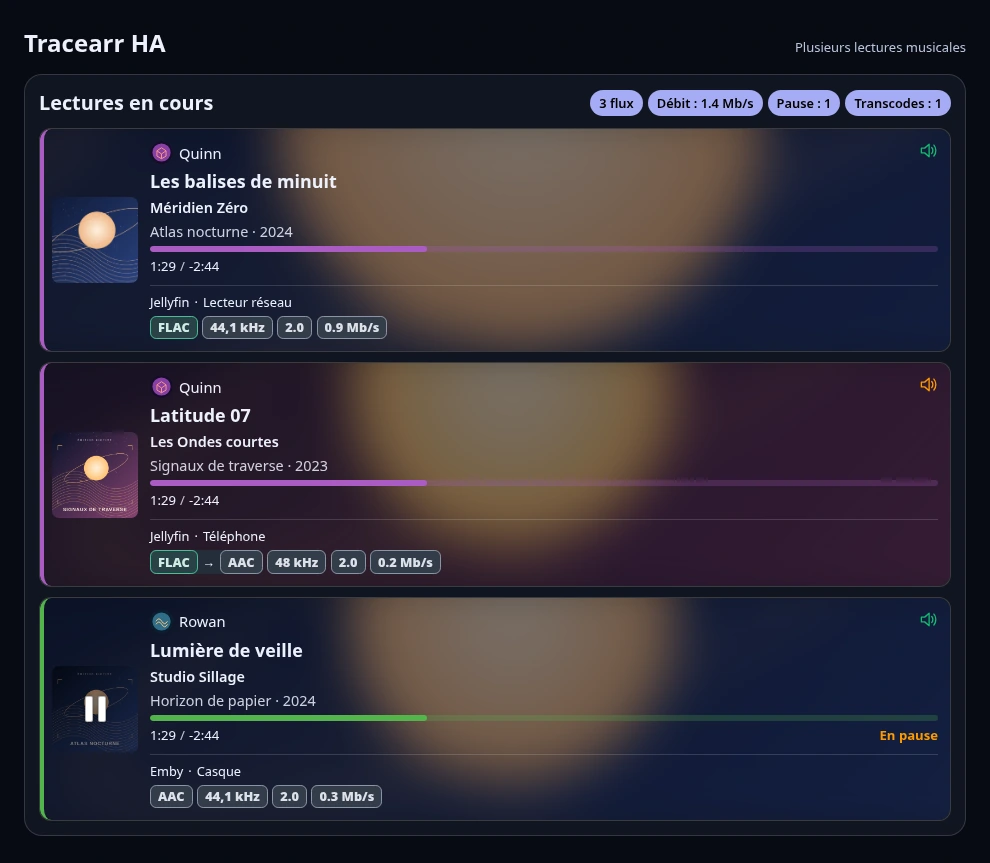 Tracearr HA
Plusieurs lectures musicales
Lectures en cours
3 flux
Débit : 1.4 Mb/s
Pause : 1
Transcodes : 1
Quinn
Les balises de minuit
Méridien Zéro
Atlas nocturne · 2024
1:29 / -2:44
Jellyfin · Lecteur réseau
FLAC 44,1 kHz 2.0 0.9 Mb/s
Quinn
Latitude 07
Les Ondes courtes
Signaux de traverse · 2023
SIGNAUX DE TRAVERSE
1:29 / -2:44
Jellyfin · Téléphone
FLAC → AAC 48 kHz 2.0 0.2 Mb/s
Rowan
Lumière de veille
Studio Sillage
Horizon de papier · 2024
ATLAS NOCTURNE
1:29 / -2:44
En pause
Emby · Casque
AAC 44,1 kHz 2.0 0.3 Mb/s